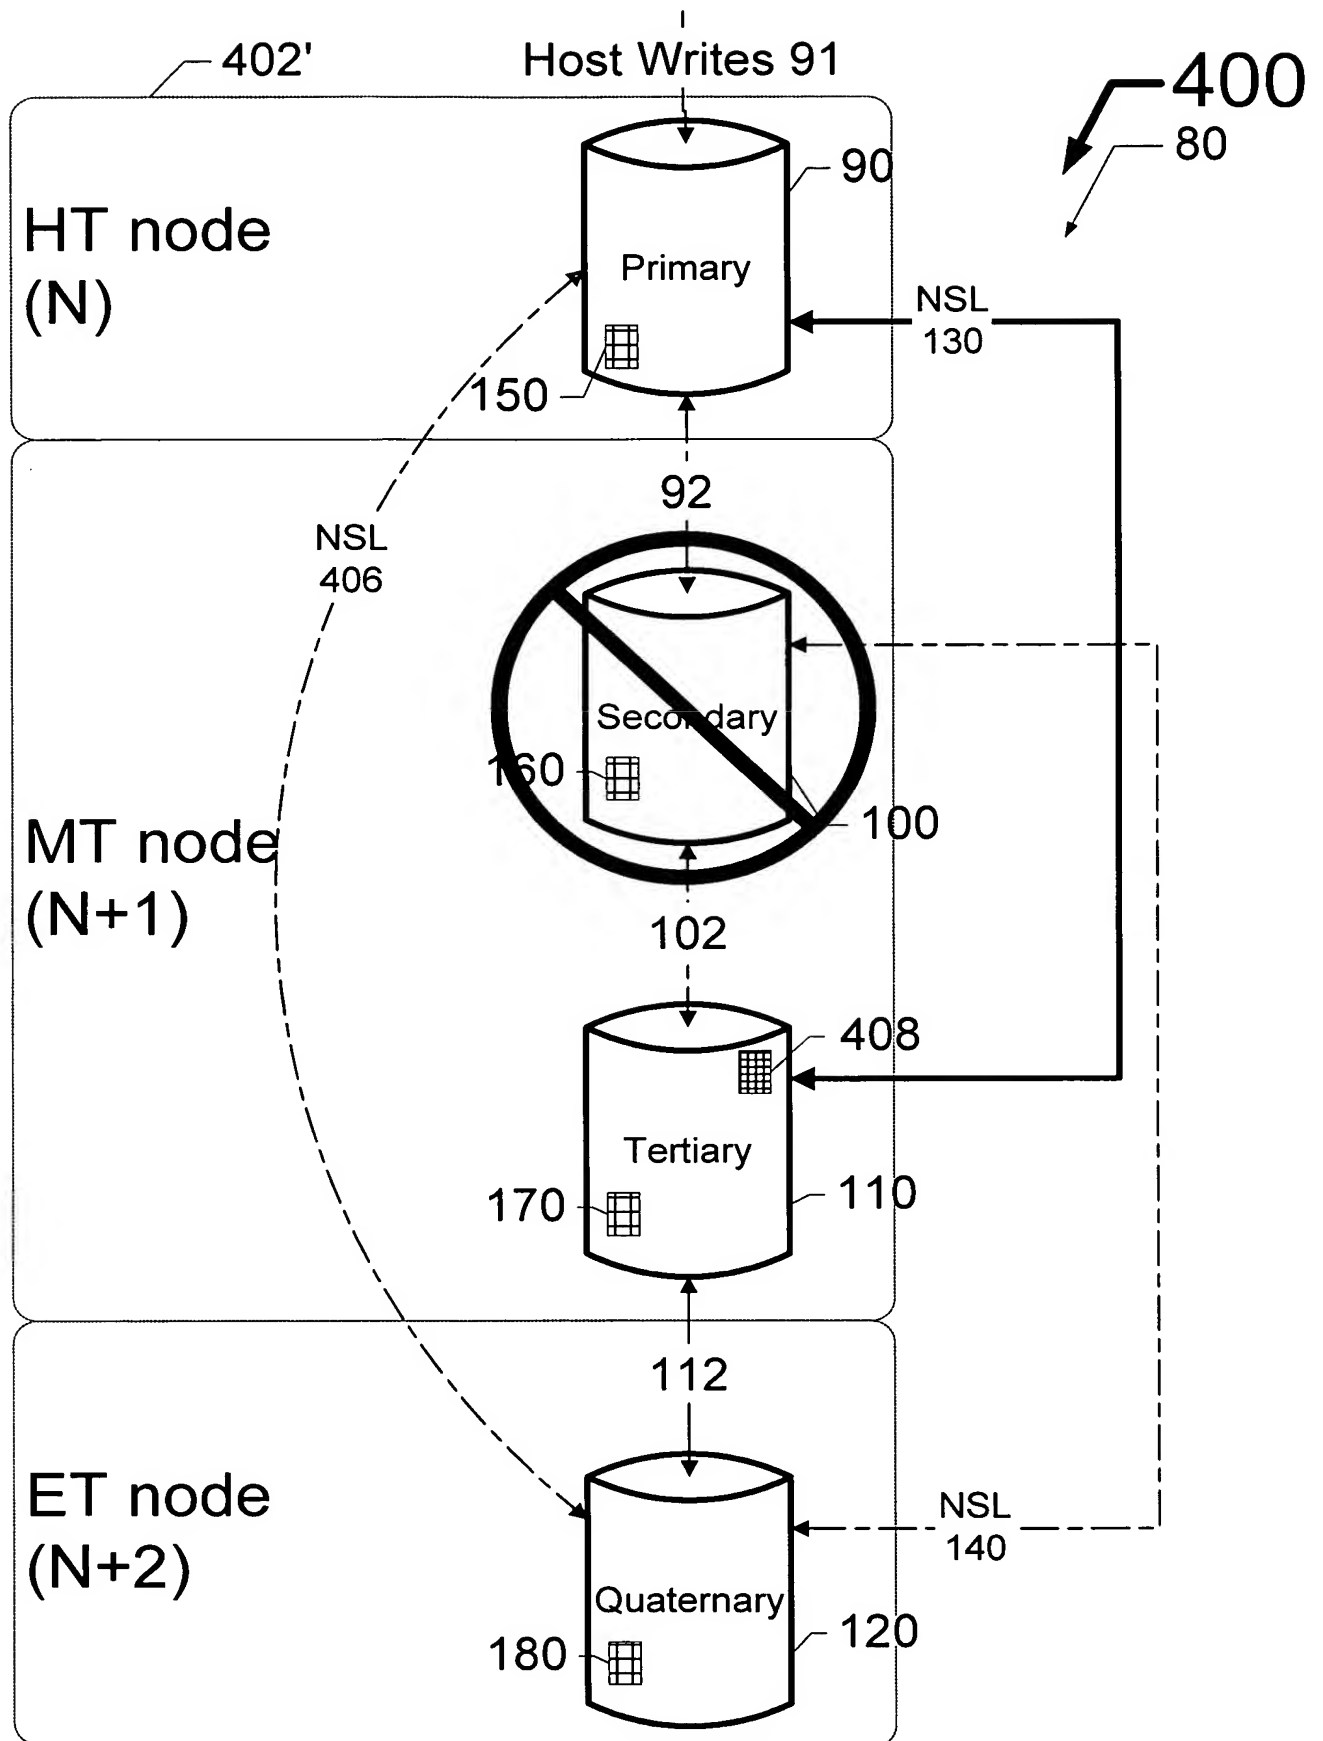 402'
Host Writes 91
400
80
90
HT node
(N)
Primary
NSL
130
150
92
NSL
406
Secondary
160
100
MT node
(N+1)
102
408
Tertiary
170
110
112
ET node
(N+2)
NSL
140
Quaternary
120
180